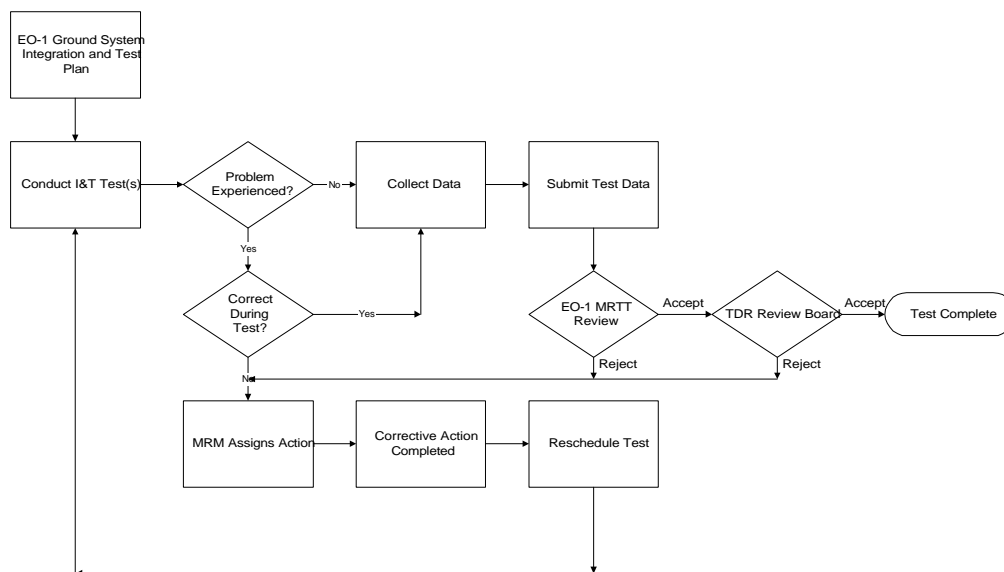 EO-1 Ground System
Integration and Test
Plan
Conduct I&T Test(s)
Problem
Experienced?
No
Collect Data
Submit Test Data
Yes
Correct
During
Test?
Yes
EO-1 MRTT
Review
Accept
TDR Review Board
Accept
Test Complete
Reject
Reject
No
MRM Assigns Action
Corrective Action
Completed
Reschedule Test